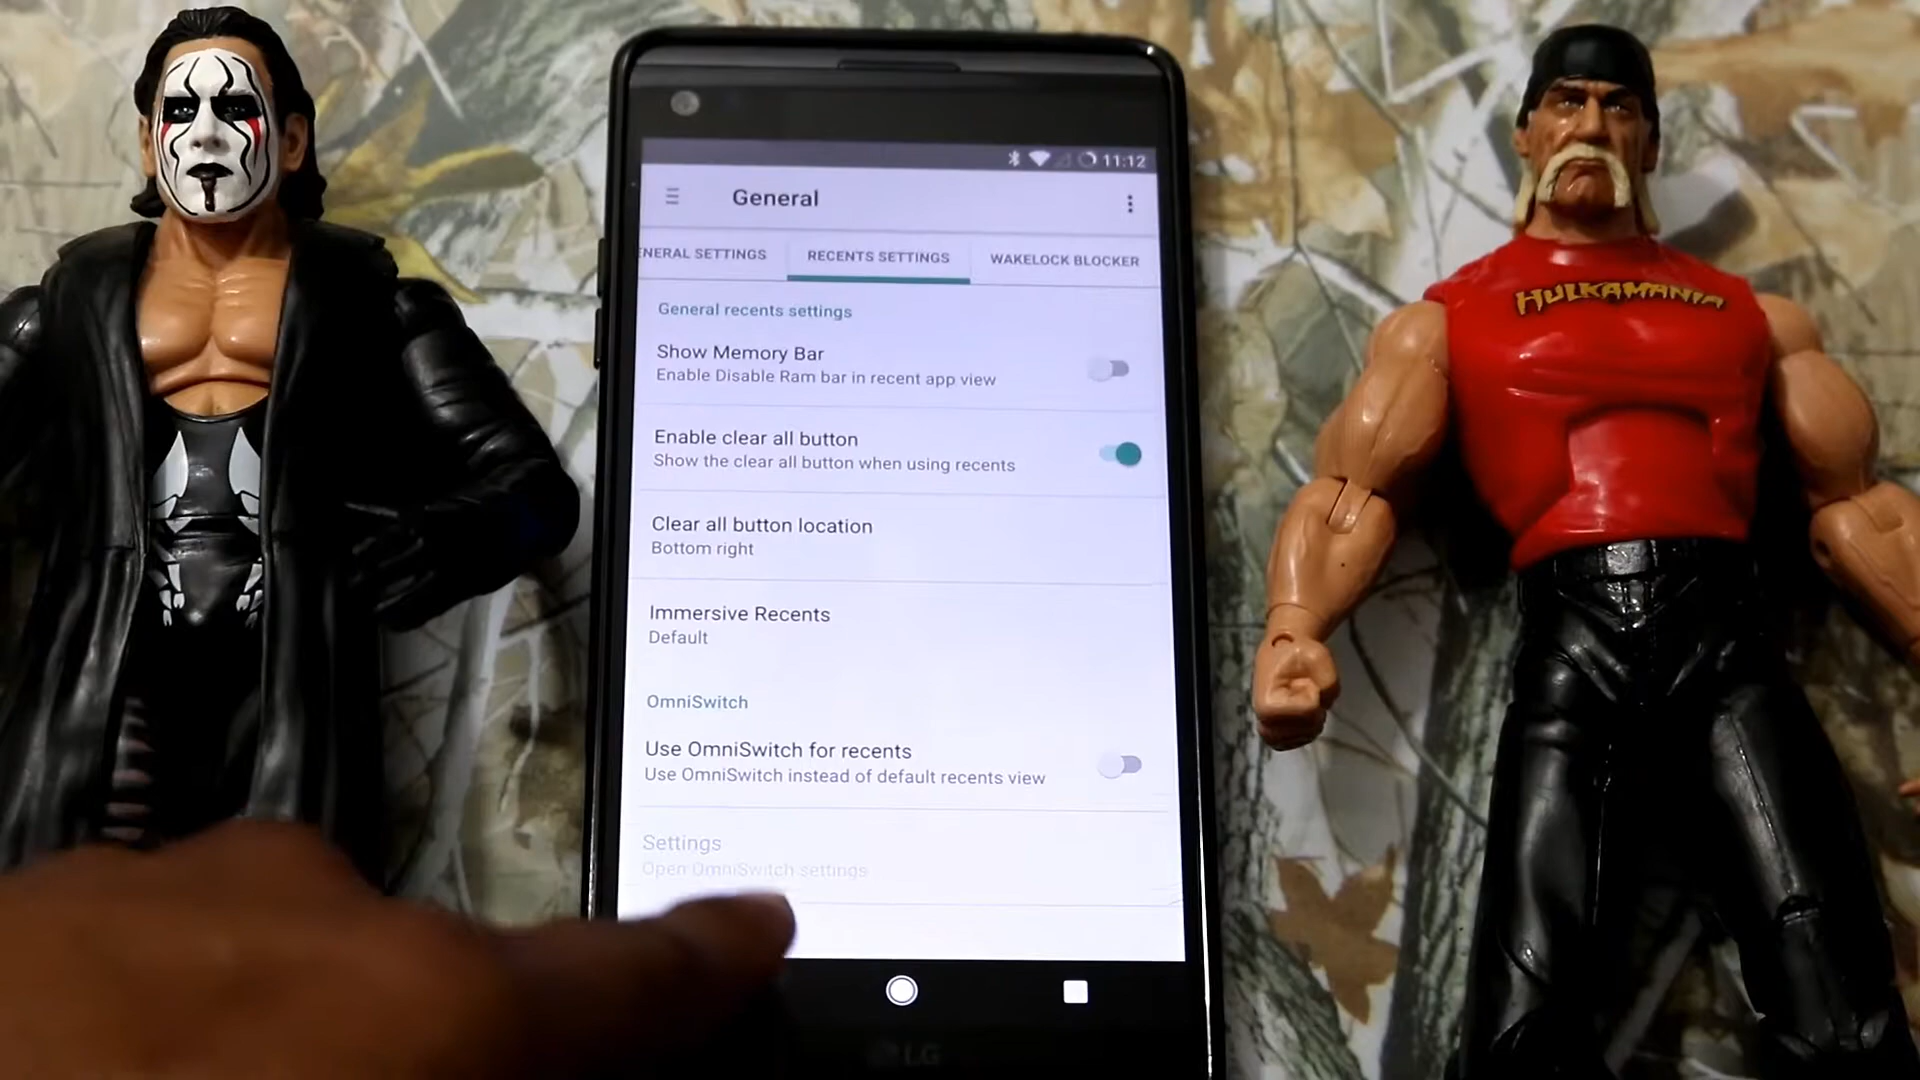 11:12
General
NERAL SETTINGS
RECENTS SETTINGS
WAKELOCK BLOCKER
General recents settings
Show Memory Bar
Enable Disable Ram bar in recent app view
Enable clear all button
Show the clear all button when using recents
Clear all button location
Bottom right
Immersive Recents
Default
OmniSwitch
Use OmniSwitch for recents
Use OmniSwitch instead of default recents view
Settings
Open OmniSwitch settings
LG
HULKAMANIA